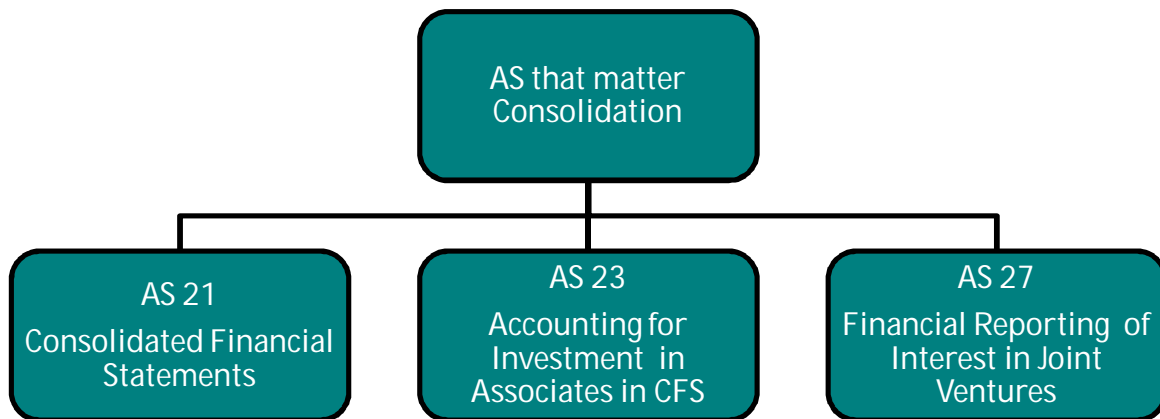 AS that matter
Consolidation
AS 21
Consolidated Financial
Statements
AS 23
Accounting for
Investment in
Associates in CFS
AS 27
Financial Reporting of
Interest in Joint
Ventures